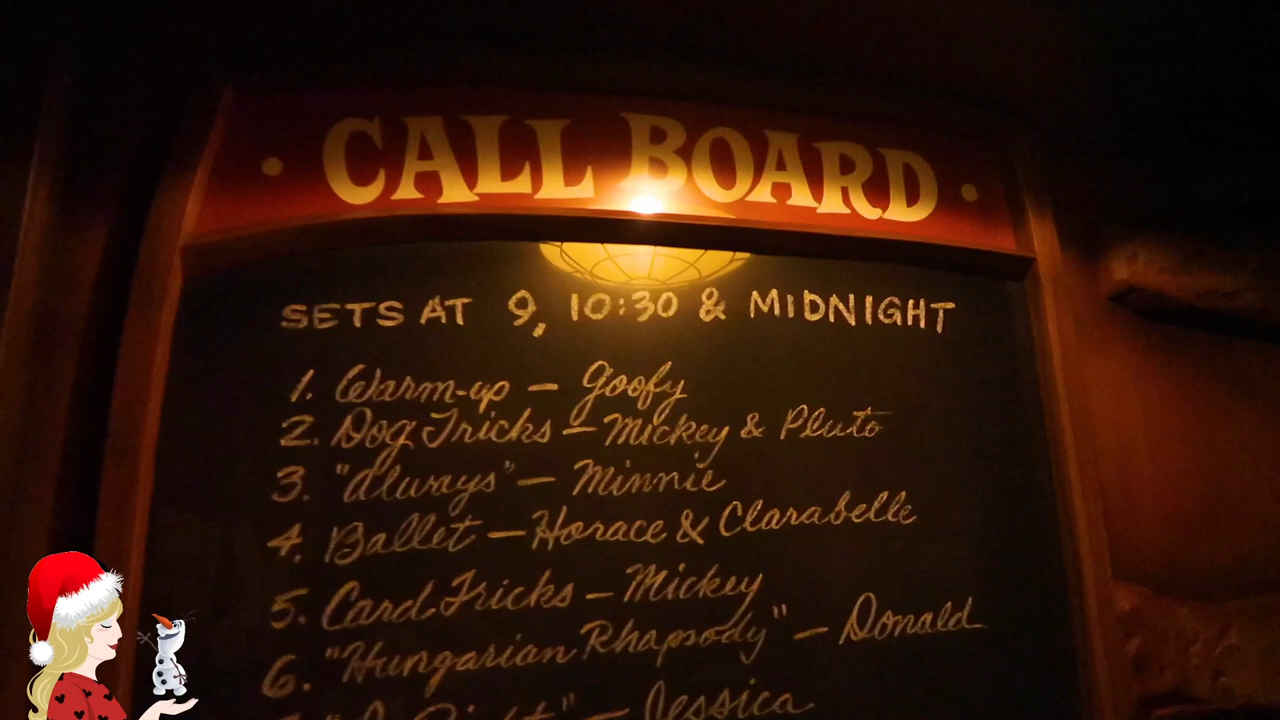 • CALL BOARD •
SETS AT 9, 10:30 & MIDNIGHT
1. Warm-up — Goofy
2. Dog Tricks — Mickey & Pluto
3. "Always" — Minnie
4. Ballet — Horace & Clarabelle
5. Card Tricks — Mickey
6. "Hungarian Rhapsody" — Donald
— Jessica